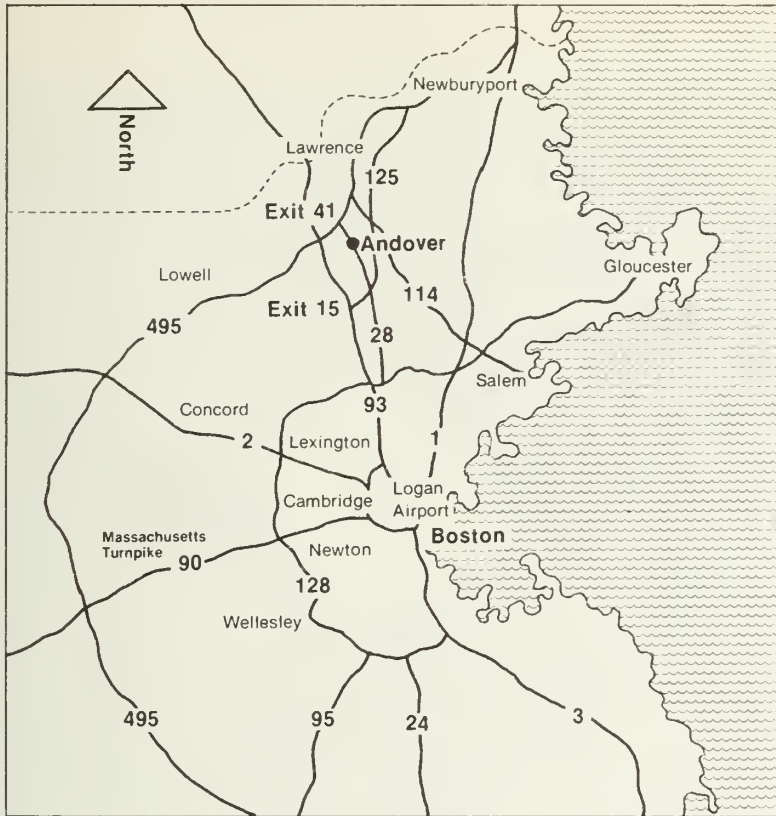 Newburyport
North
Lawrence
125
Exit 41
Andover
Gloucester
Lowell
Exit 15
114
495
28
Salem
93
Concord
2
Lexington
1
Logan
Airport
Cambridge
Boston
Massachusetts
Turnpike
90
Newton
128
Wellesley
495
95
24
3